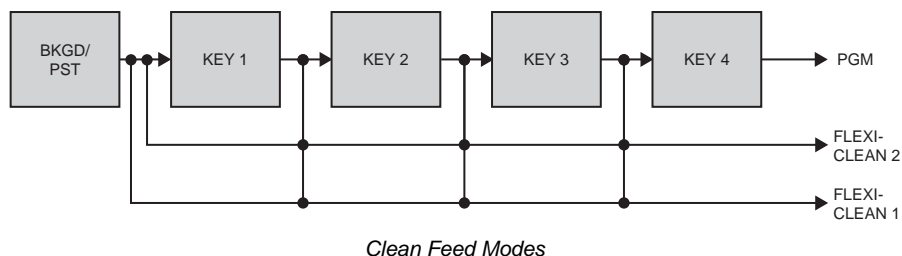 BKGD/
PST
KEY 1
KEY 2
KEY 3
KEY 4
PGM
FLEXI-
CLEAN 2
FLEXI-
CLEAN 1
Clean Feed Modes